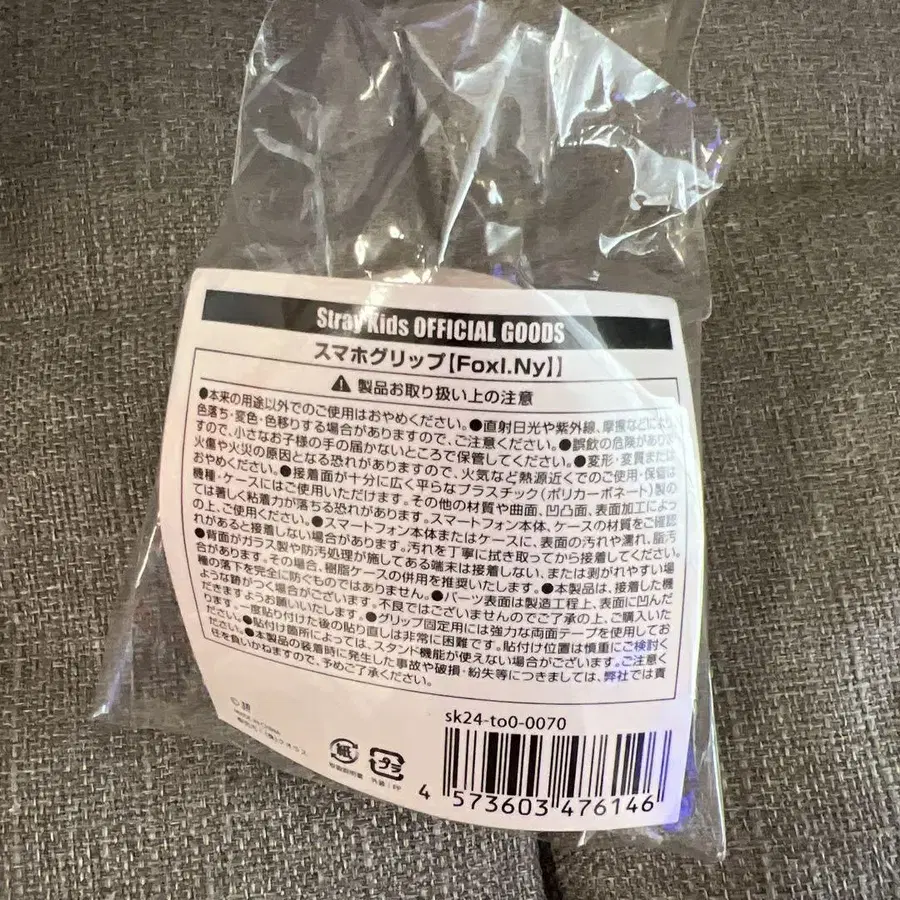 Stray Kids OFFICIAL GOODS
スマホグリップ【FoxI.Ny】】
⚠ 製品お取り扱い上の注意
●本来の用途以外でのご使用はおやめください。●直射日光や紫外線、摩擦などにより
色落ち・変色・色移りする場合がありますので、ご注意ください。●誤飲の危険がありま
すので、小さなお子様の手の届かないところで保管してください。●変形・変質または
火傷や火災の原因となる恐れがありますので、火気など熱源近くでのご使用・保管は
おやめください。●接着面が十分に広く平らなプラスチック(ポリカーボネート)製の
機種・ケースにはご使用いただけます。その他の材質や曲面、凹凸面、表面加工によっ
ては著しく粘着力が落ちる恐れがあります。スマートフォン本体、ケースの材質をご確認
の上、ご使用ください。●スマートフォン本体またはケースに、表面の汚れや濡れ、脂汚
れがあると接着しない場合があります。汚れを丁寧に拭き取ってから接着してください。
●背面がガラス製や防汚処理が施してある端末は接着しない、または剥がれやすい場
合があります。その場合、樹脂ケースの併用を推奨いたします。●本製品は、接着した機
種の落下を完全に防ぐものではありません。●パーツ表面は製造工程上、表面に凹んだ
ような跡がつく場合がございます。不良ではございませんのでご了承の上、ご購入いた
だきますようお願いいたします。●グリップ固定用には強力な両面テープを使用してお
ります。一度貼り付けた後の貼り直しは非常に困難です。貼付け位置は慎重にご検討く
ださい。●貼付け箇所によっては、スタンド機能が使えない場合がございます。ご注意く
ださい。●本製品の装着時に発生した事故や破損・紛失等につきましては、弊社では責
任を負いかねますので、予めご了承ください。
sk24-to0-0070
MADE IN CHINA
紙
プラ
取扱説明書
外装:PP
4 573603 476146